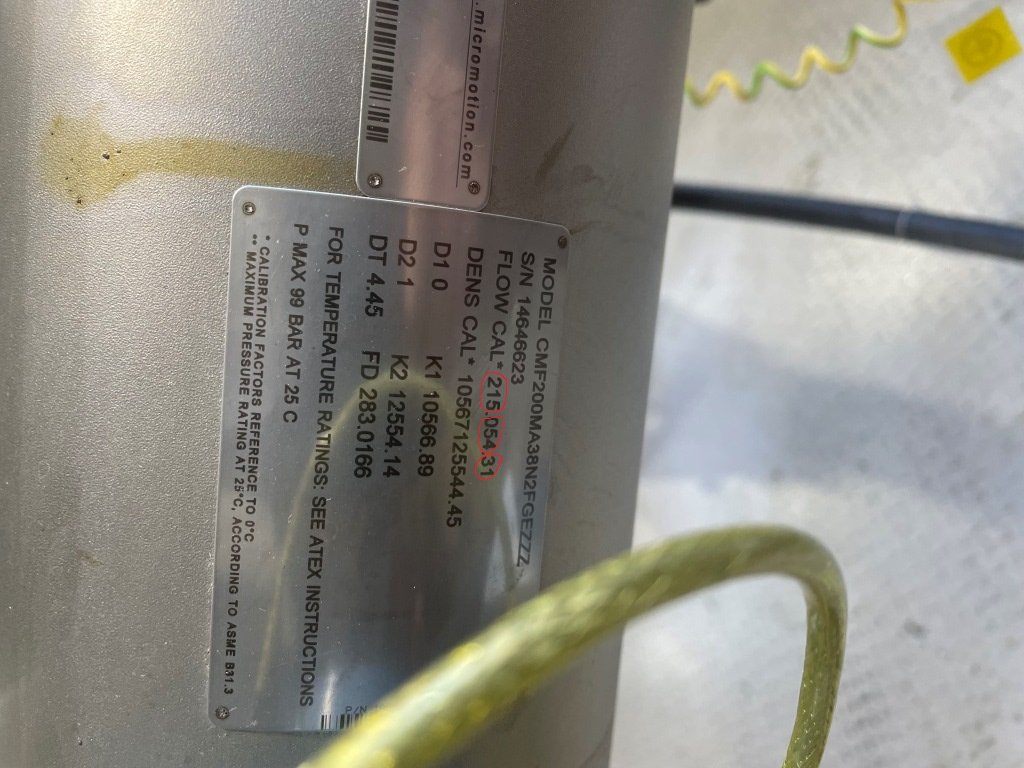 .micromotion.com
MODEL CMF200MA38N2FGEZZZ
S/N 14646623
FLOW CAL* 215.054.31
DENS CAL* 10567125544.45
D1 0 K1 10566.89
D2 1 K2 12554.14
DT 4.45 FD 283.0166
FOR TEMPERATURE RATINGS: SEE ATEX INSTRUCTIONS
P MAX 99 BAR AT 25 C
* CALIBRATION FACTORS REFERENCE TO 0°C
** MAXIMUM PRESSURE RATING AT 25°C, ACCORDING TO ASME B31.3
P/N